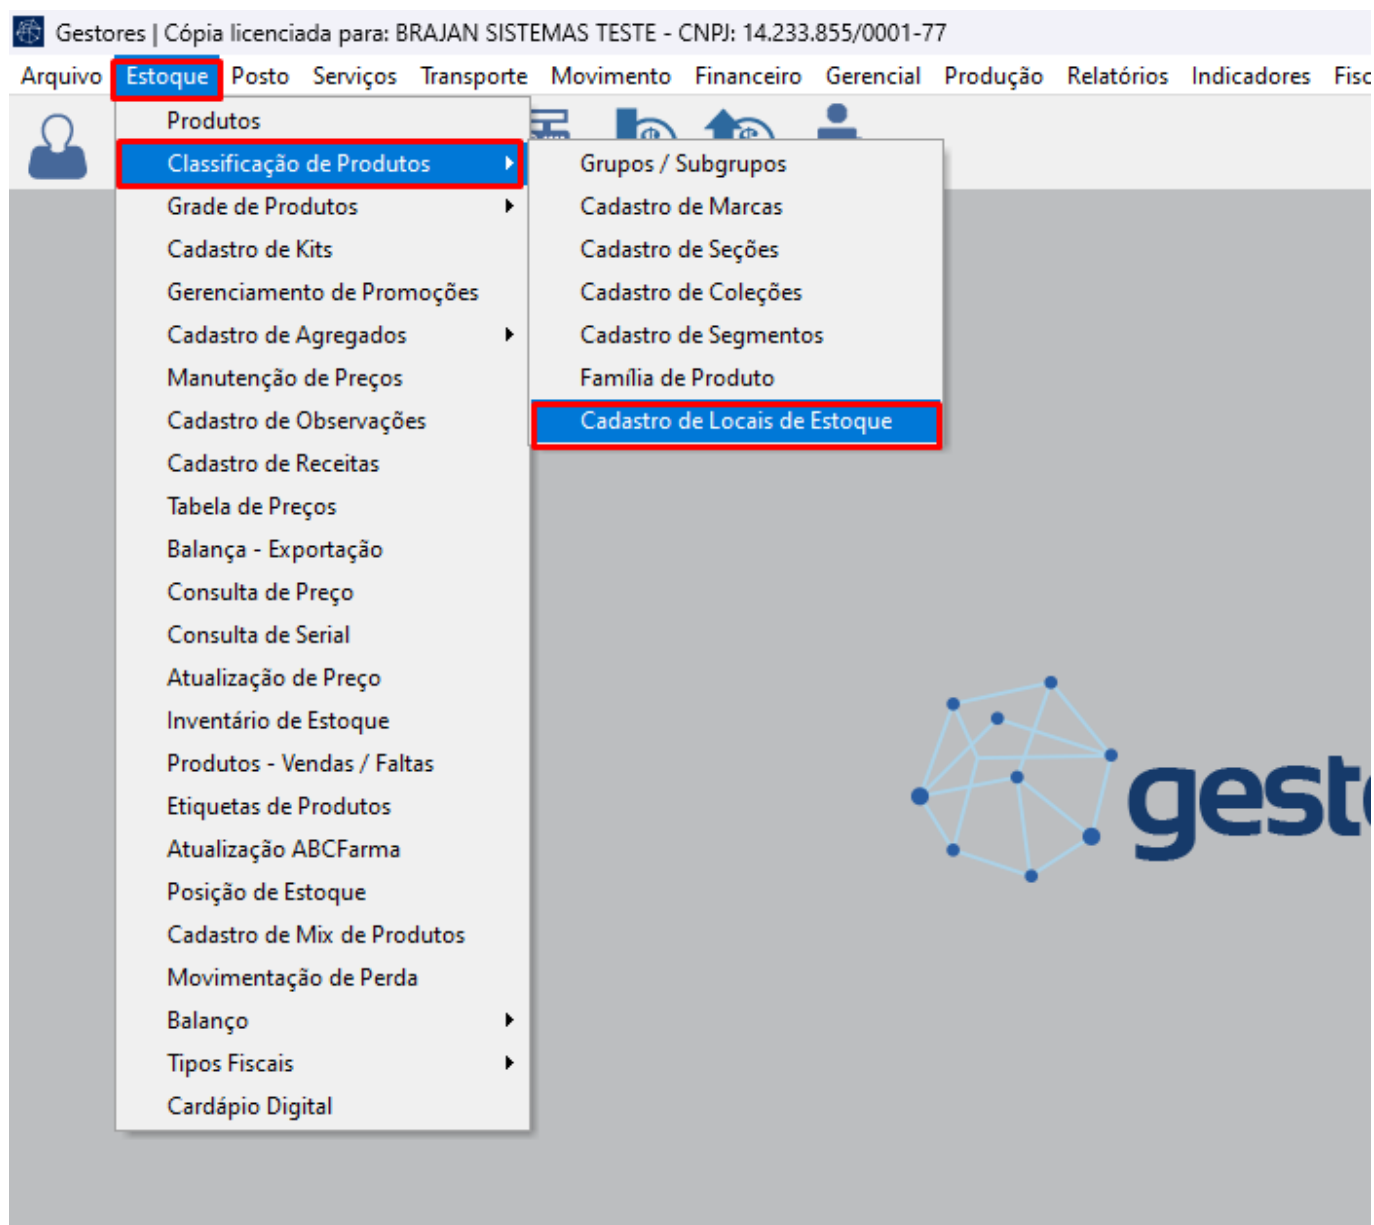 Gestores | Cópia licenciada para: BRAJAN SISTEMAS TESTE - CNPJ: 14.233.855/0001-77
Arquivo Estoque Posto Serviços Transporte Movimento Financeiro Gerencial Produção Relatórios Indicadores Fisc
Produtos
Classificação de Produtos
Grade de Produtos
Cadastro de Kits
Gerenciamento de Promoções
Cadastro de Agregados
Manutenção de Preços
Cadastro de Observações
Cadastro de Receitas
Tabela de Preços
Balança - Exportação
Consulta de Preço
Consulta de Serial
Atualização de Preço
Inventário de Estoque
Produtos - Vendas / Faltas
Etiquetas de Produtos
Atualização ABCFarma
Posição de Estoque
Cadastro de Mix de Produtos
Movimentação de Perda
Balanço
Tipos Fiscais
Cardápio Digital
Grupos / Subgrupos
Cadastro de Marcas
Cadastro de Seções
Cadastro de Coleções
Cadastro de Segmentos
Família de Produto
Cadastro de Locais de Estoque
geste